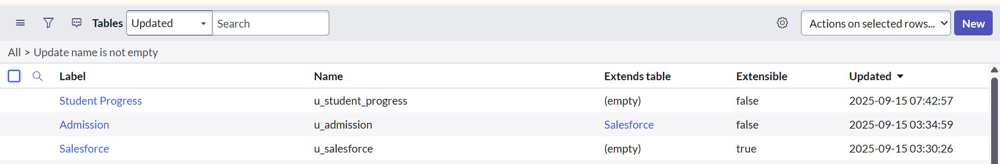 Tables Updated Search Actions on selected rows... New
All > Update name is not empty
Label Name Extends table Extensible Updated
Student Progress u_student_progress (empty) false 2025-09-15 07:42:57
Admission u_admission Salesforce false 2025-09-15 03:34:59
Salesforce u_salesforce (empty) true 2025-09-15 03:30:26